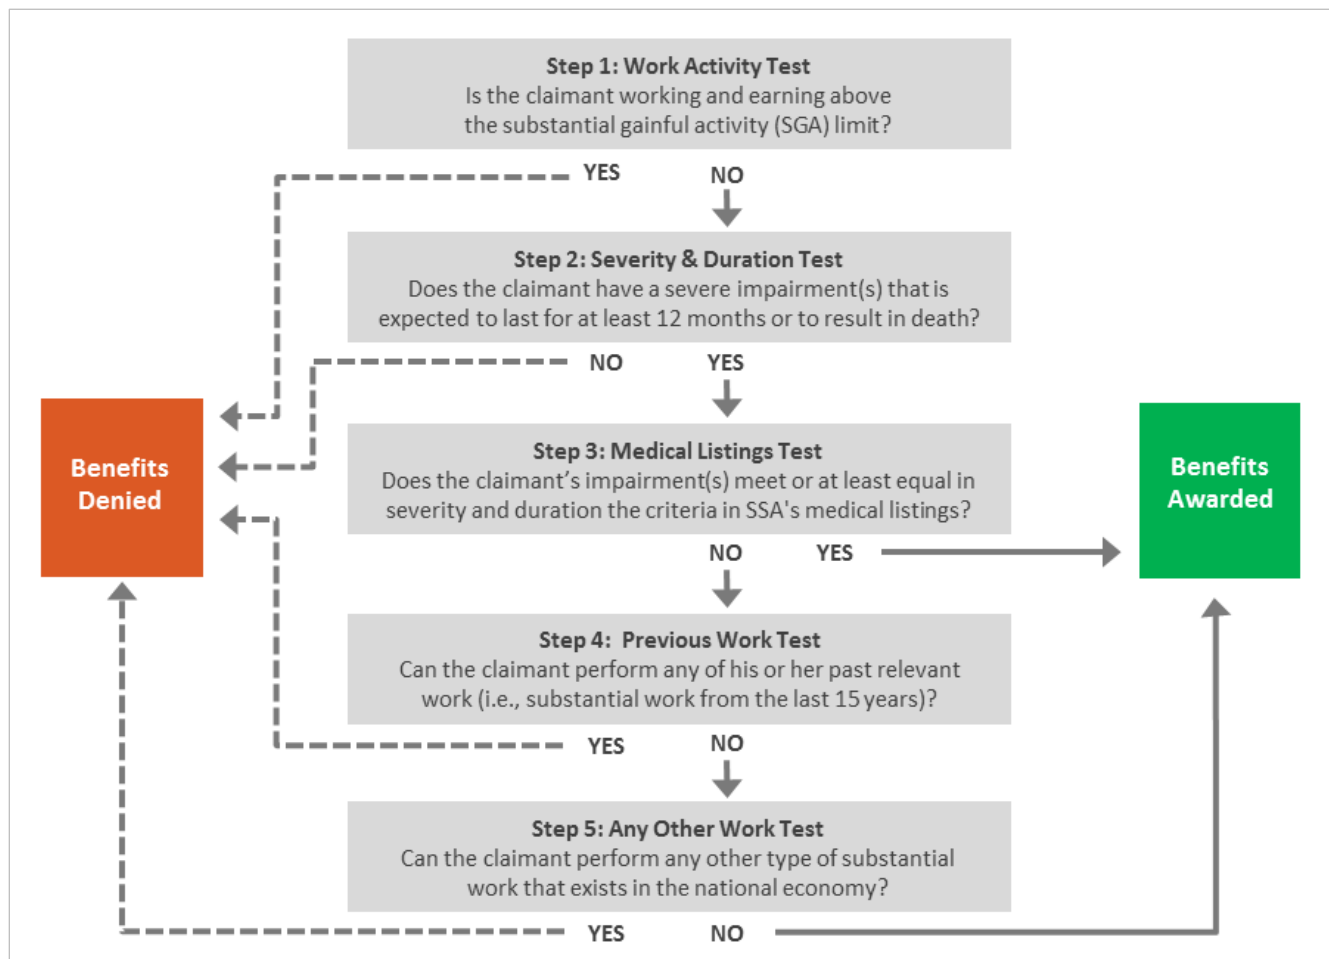 Step 1: Work Activity Test
Is the claimant working and earning above
the substantial gainful activity (SGA) limit?
YES NO
Step 2: Severity & Duration Test
Does the claimant have a severe impairment(s) that is
expected to last for at least 12 months or to result in death?
NO YES
Benefits
Denied
Step 3: Medical Listings Test
Does the claimant’s impairment(s) meet or at least equal in
severity and duration the criteria in SSA's medical listings?
Benefits
Awarded
NO YES
Step 4: Previous Work Test
Can the claimant perform any of his or her past relevant
work (i.e., substantial work from the last 15 years)?
YES NO
Step 5: Any Other Work Test
Can the claimant perform any other type of substantial
work that exists in the national economy?
YES NO